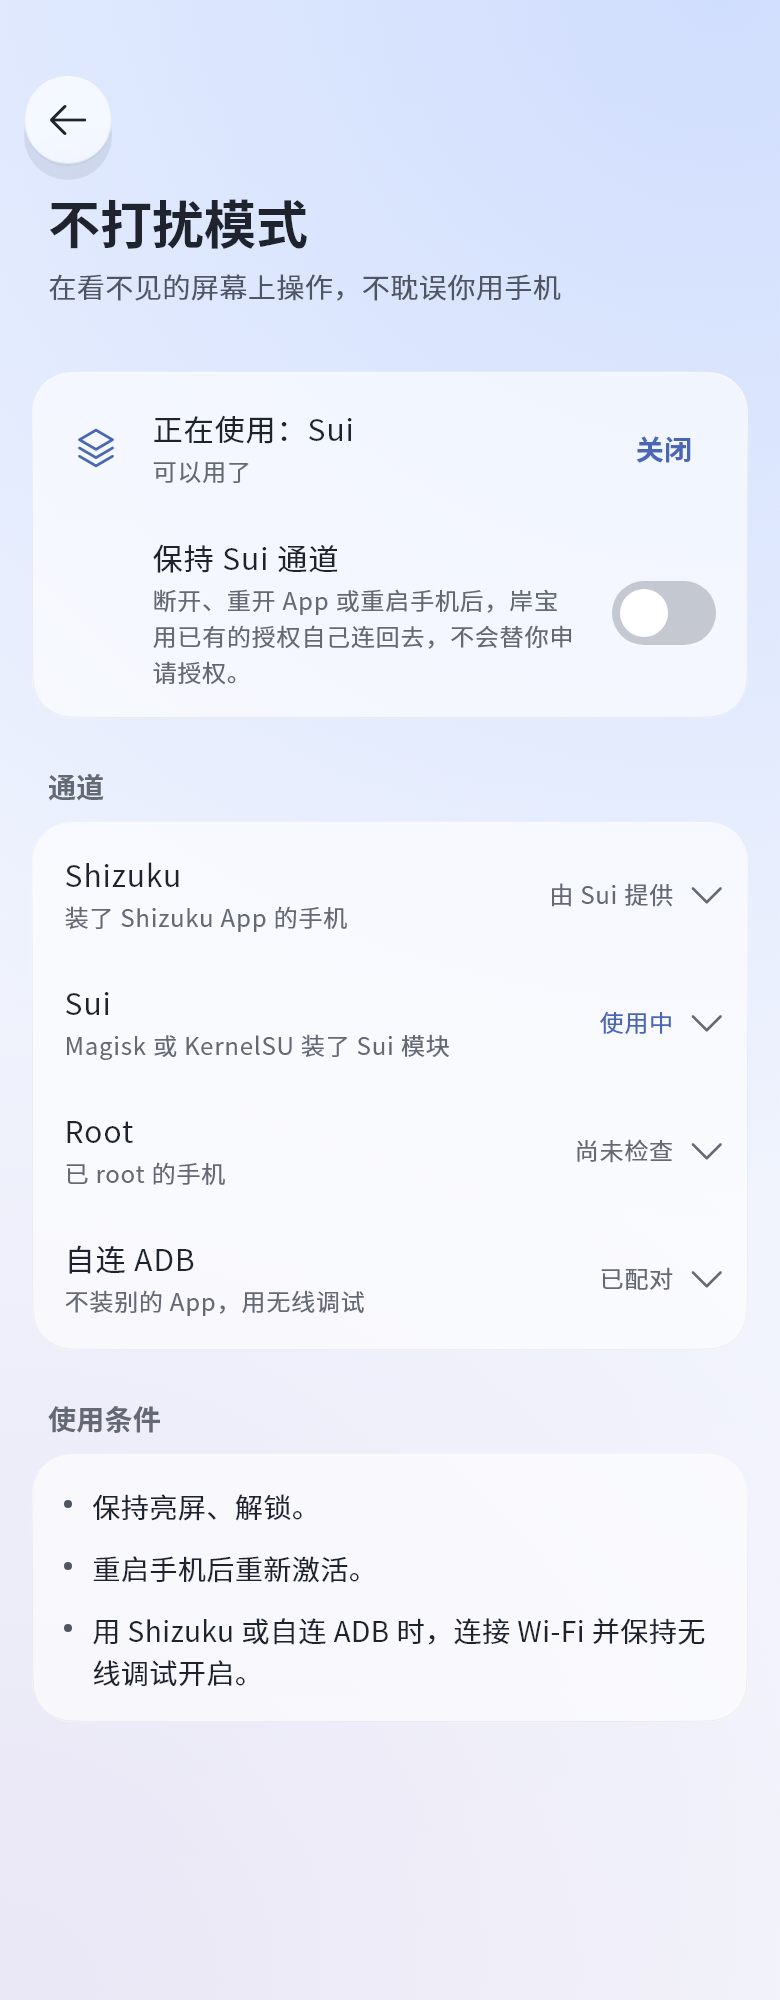 不打扰模式
在看不见的屏幕上操作，不耽误你用手机
正在使用：Sui
可以用了
关闭
保持 Sui 通道
断开、重开 App 或重启手机后，岸宝
用已有的授权自己连回去，不会替你申
请授权。
通道
Shizuku
装了 Shizuku App 的手机
由 Sui 提供
Sui
Magisk 或 KernelSU 装了 Sui 模块
使用中
Root
已 root 的手机
尚未检查
自连 ADB
不装别的 App，用无线调试
已配对
使用条件
• 保持亮屏、解锁。
• 重启手机后重新激活。
• 用 Shizuku 或自连 ADB 时，连接 Wi-Fi 并保持无
线调试开启。